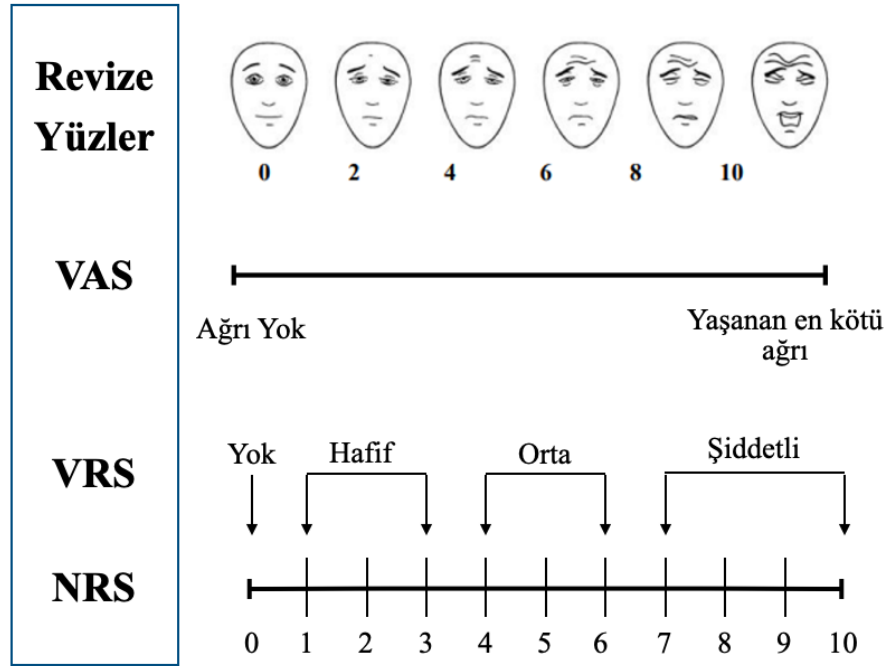 Revize
Yüzler
0 2 4 6 8 10
VAS
Ağrı Yok
Yaşanan en kötü
ağrı
VRS
Yok Hafif Orta Şiddetli
NRS
0 1 2 3 4 5 6 7 8 9 10